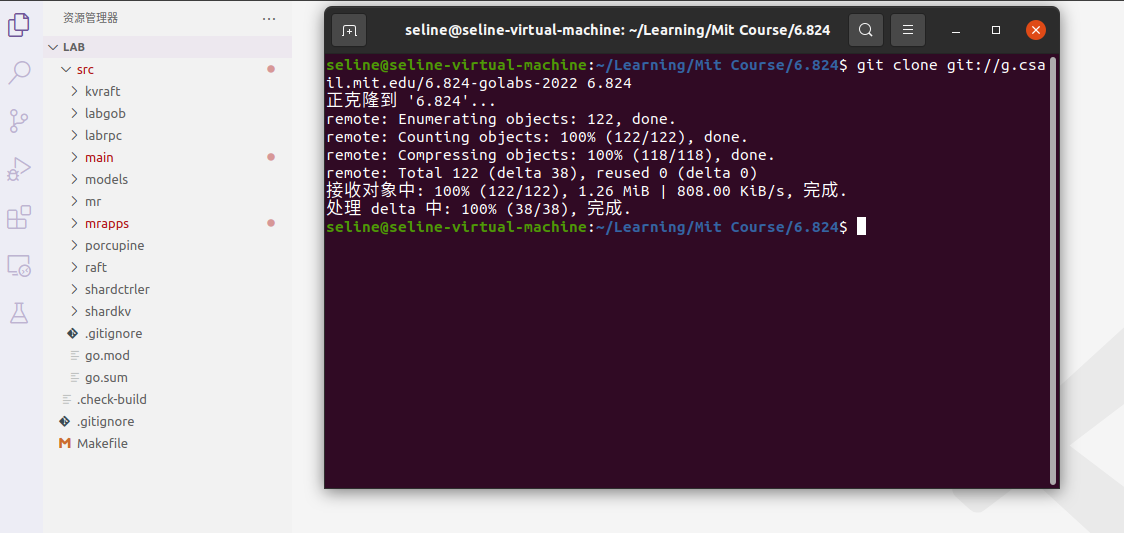 资源管理器
LAB
src
kvraft
labgob
labrpc
main
models
mr
mrapps
porcupine
raft
shardctrler
shardkv
.gitignore
go.mod
go.sum
.check-build
.gitignore
Makefile
seline@seline-virtual-machine: ~/Learning/Mit Course/6.824
seline@seline-virtual-machine:~/Learning/Mit Course/6.824$ git clone git://g.csa
il.mit.edu/6.824-golabs-2022 6.824
正克隆到 '6.824'...
remote: Enumerating objects: 122, done.
remote: Counting objects: 100% (122/122), done.
remote: Compressing objects: 100% (118/118), done.
remote: Total 122 (delta 38), reused 0 (delta 0)
接收对象中: 100% (122/122), 1.26 MiB | 808.00 KiB/s, 完成.
处理 delta 中: 100% (38/38), 完成.
seline@seline-virtual-machine:~/Learning/Mit Course/6.824$